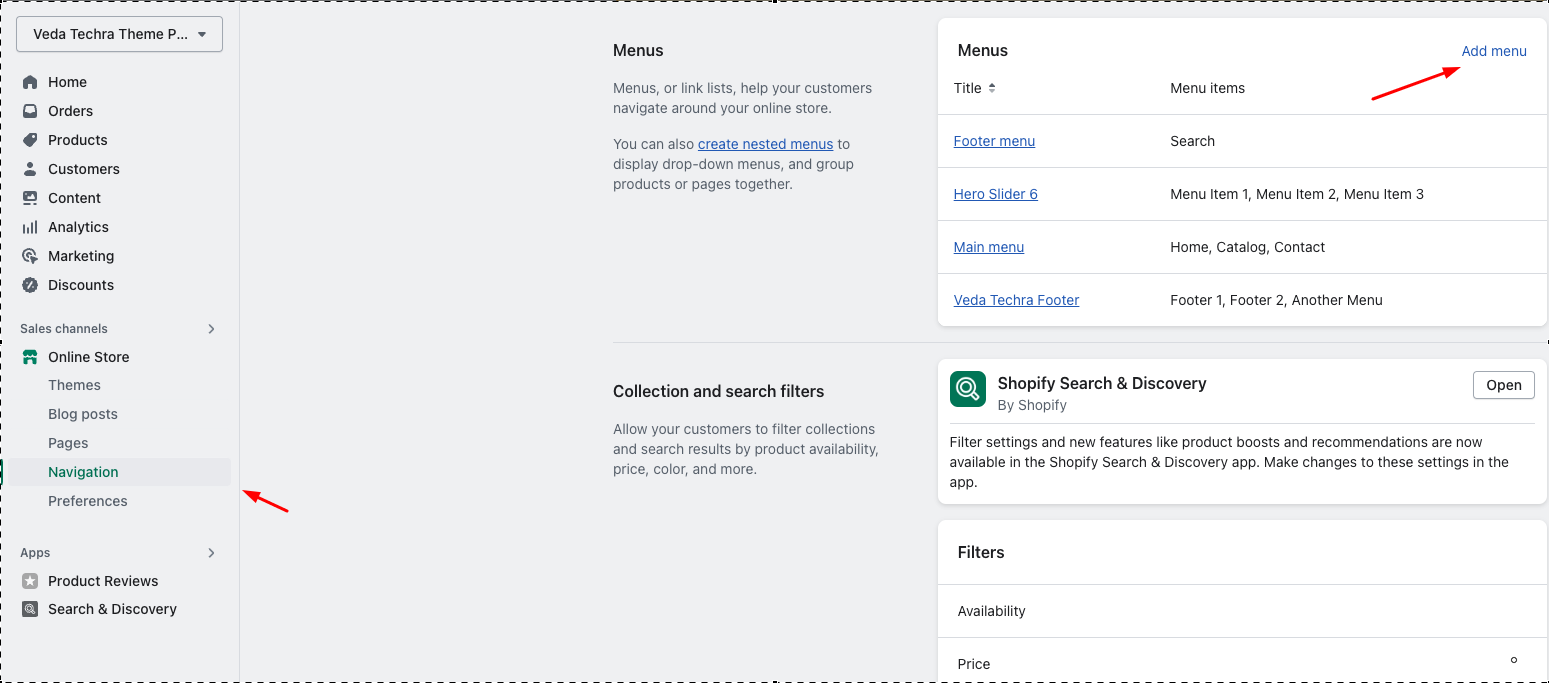 Veda Techra Theme P...
Home
Orders
Products
Customers
Content
Analytics
Marketing
Discounts
Sales channels
Online Store
Themes
Blog posts
Pages
Navigation
Preferences
Apps
Product Reviews
Search & Discovery
Menus
Menus, or link lists, help your customers
navigate around your online store.
You can also create nested menus to
display drop-down menus, and group
products or pages together.
Menus
Add menu
Title
Menu items
Footer menu
Search
Hero Slider 6
Menu Item 1, Menu Item 2, Menu Item 3
Main menu
Home, Catalog, Contact
Veda Techra Footer
Footer 1, Footer 2, Another Menu
Collection and search filters
Allow your customers to filter collections
and search results by product availability,
price, color, and more.
Shopify Search & Discovery
By Shopify
Open
Filter settings and new features like product boosts and recommendations are now
available in the Shopify Search & Discovery app. Make changes to these settings in the
app.
Filters
Availability
Price